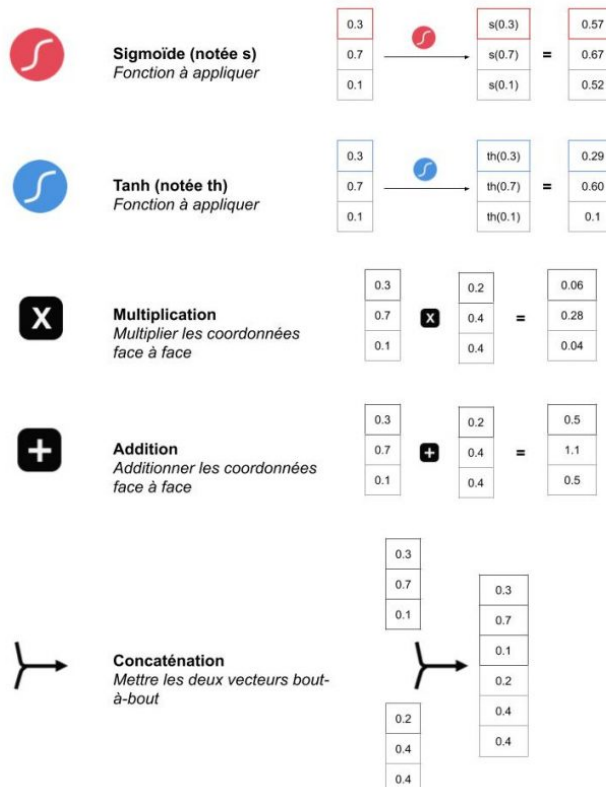 Sigmoïde (notée s)
Fonction à appliquer
0.3
0.7
0.1
s(0.3)
s(0.7)
s(0.1)
=
0.57
0.67
0.52
Tanh (notée th)
Fonction à appliquer
0.3
0.7
0.1
th(0.3)
th(0.7)
th(0.1)
=
0.29
0.60
0.1
X
Multiplication
Multiplier les coordonnées
face à face
0.3
0.7
0.1
X
0.2
0.4
0.4
=
0.06
0.28
0.04
+
Addition
Additionner les coordonnées
face à face
0.3
0.7
0.1
+
0.2
0.4
0.4
=
0.5
1.1
0.5
Concaténation
Mettre les deux vecteurs bout-
à-bout
0.3
0.7
0.1
0.2
0.4
0.4
0.3
0.7
0.1
0.2
0.4
0.4